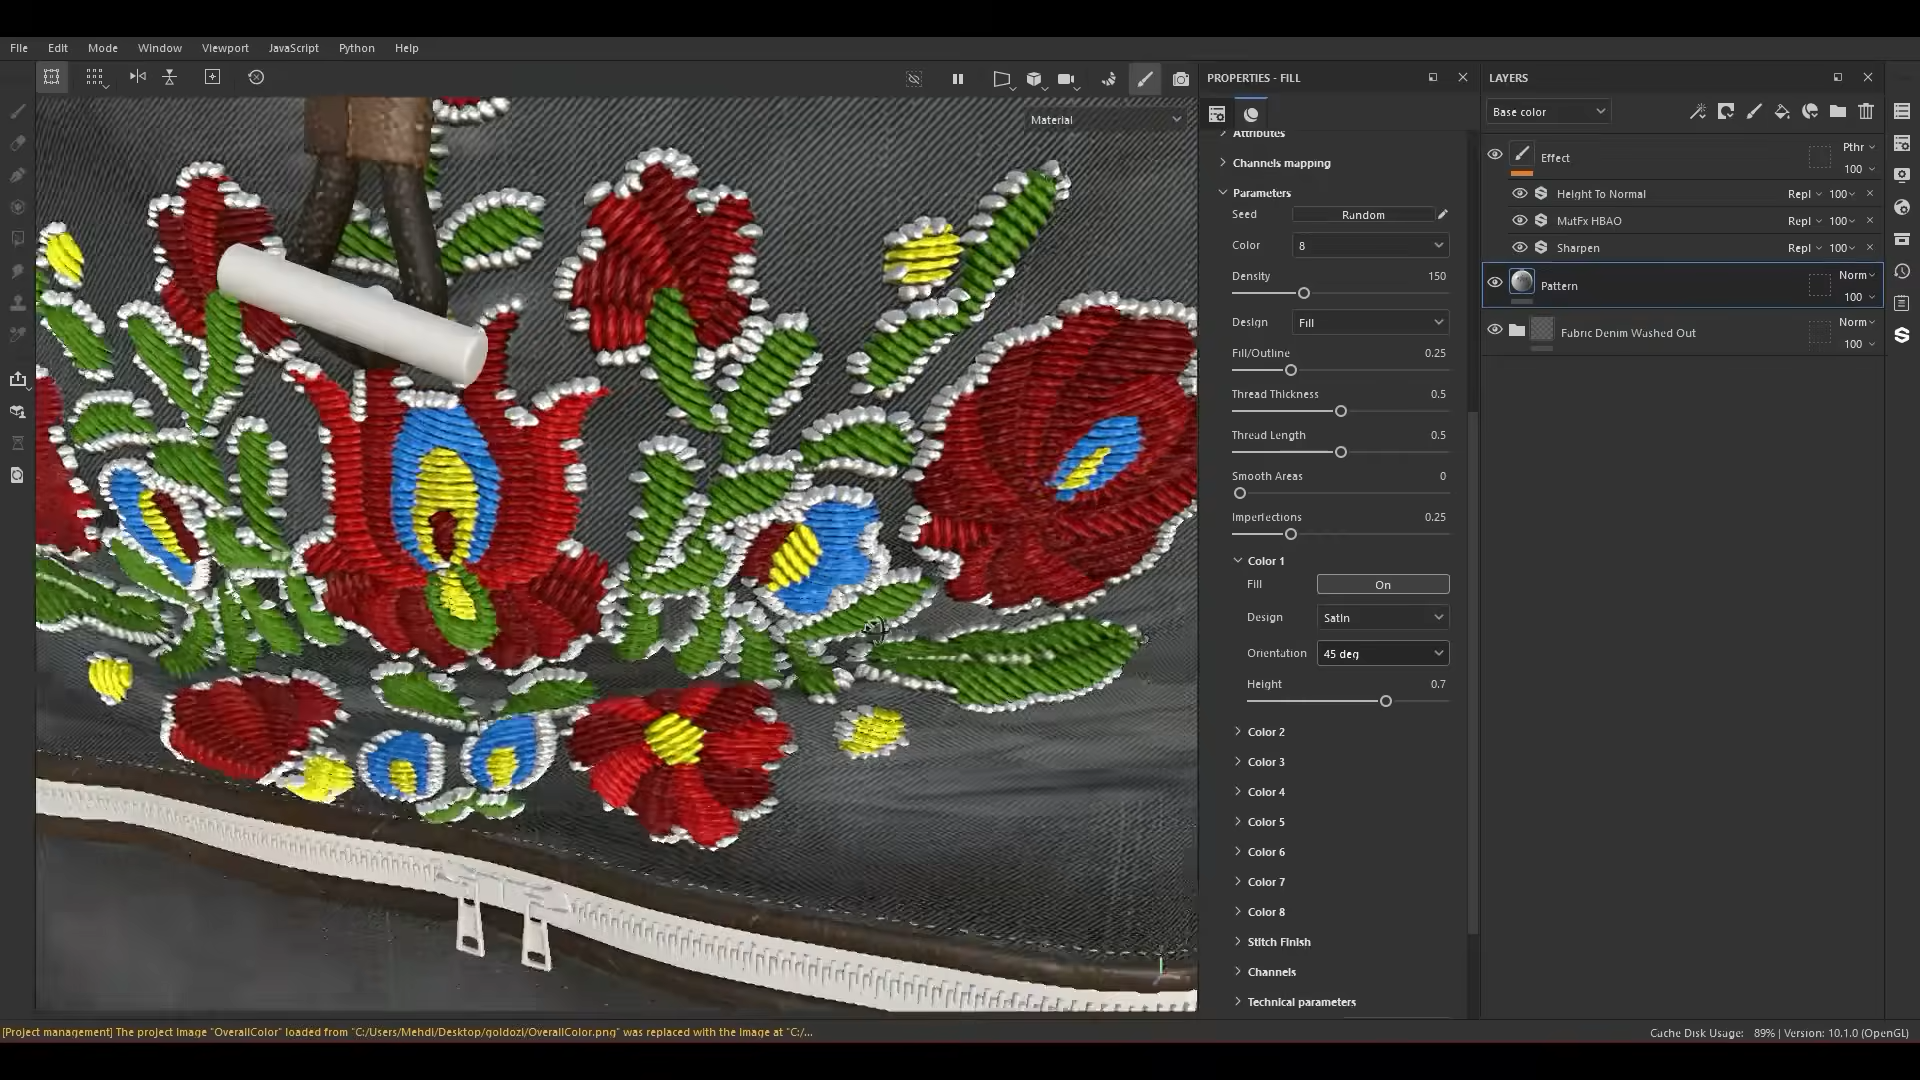 File Edit Mode Window Viewport JavaScript Python Help
Material
PROPERTIES - FILL
Attributes
Channels mapping
Parameters
Seed Random
Color 8
Density 150
Design Fill
Fill/Outline 0.25
Thread Thickness 0.5
Thread Length 0.5
Smooth Areas 0
Imperfections 0.25
Color 1
Fill On
Design Satin
Orientation 45 deg
Height 0.7
Color 2
Color 3
Color 4
Color 5
Color 6
Color 7
Color 8
Stitch Finish
Channels
Technical parameters
LAYERS
Base color
Effect Pthr 100
Height To Normal Repl 100
MutFx HBAO Repl 100
Sharpen Repl 100
Pattern Norm 100
Fabric Denim Washed Out Norm 100
[Project management] The project image "OverallColor" loaded from "C:/Users/Mehdi/Desktop/goldozi/OverallColor.png" was replaced with the image at "C:/...
Cache Disk Usage: 89% | Version: 10.1.0 (OpenGL)